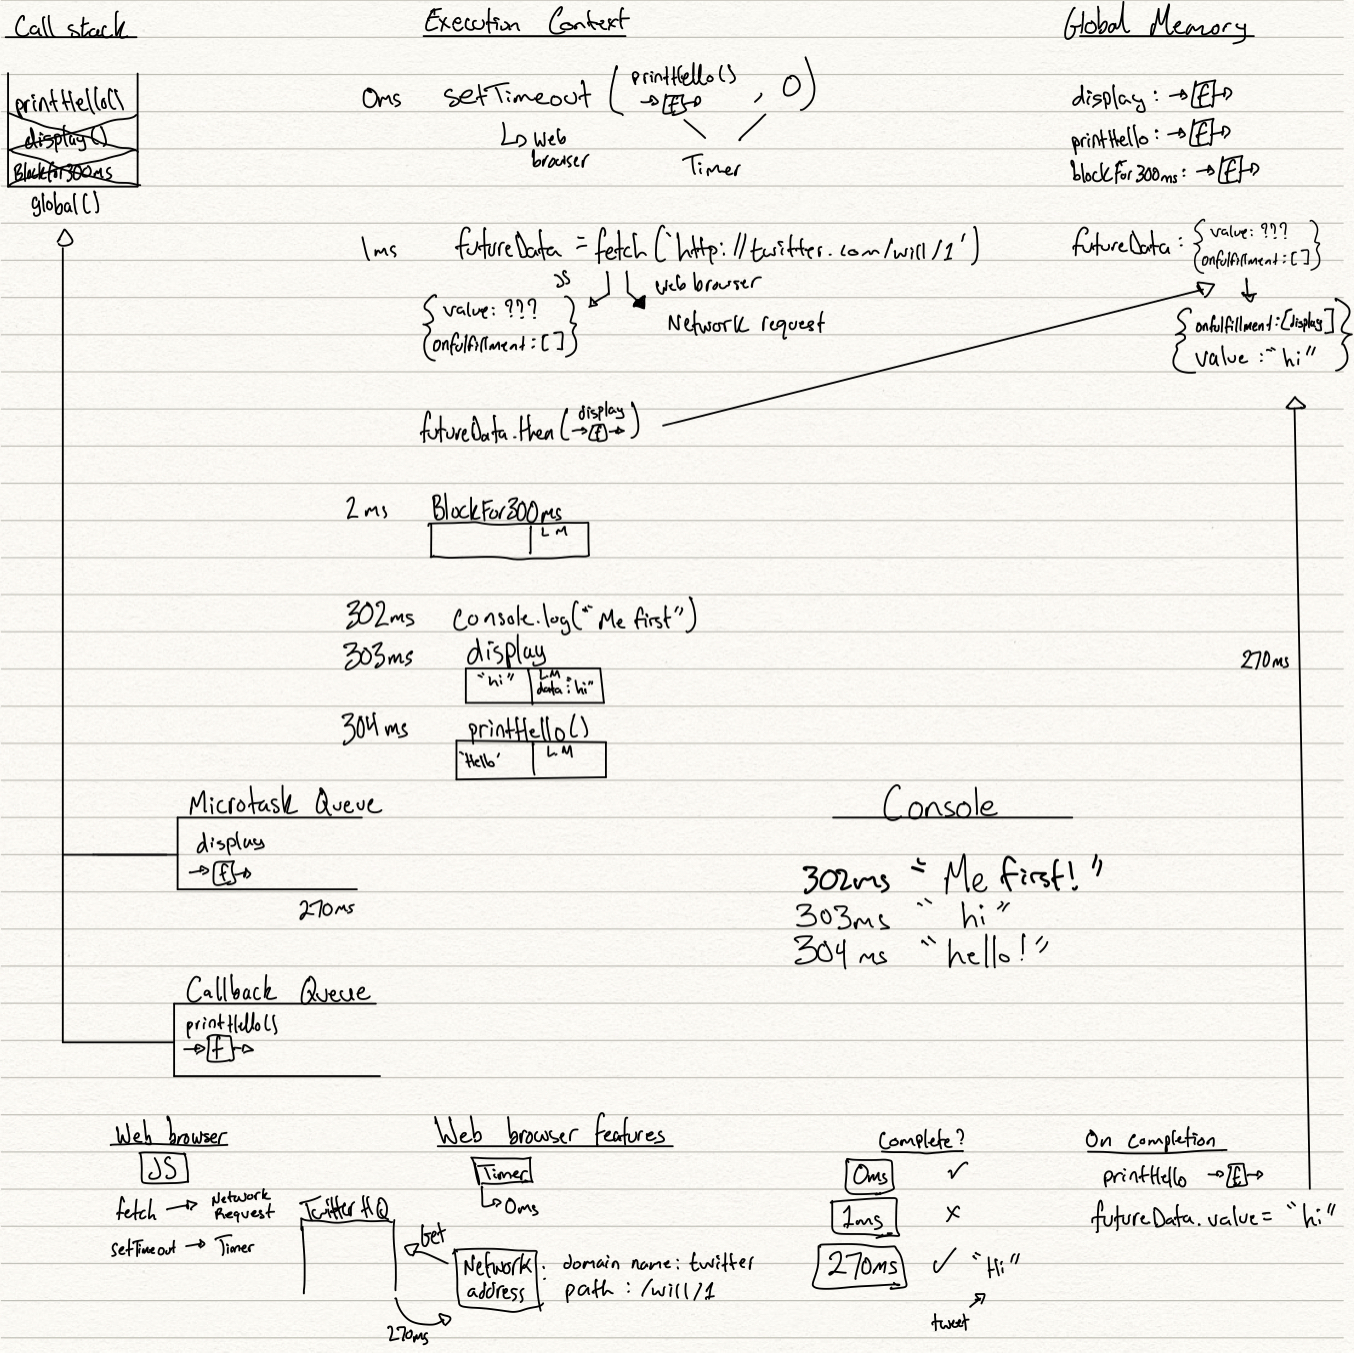 Call stack
printHello()
display()
BlockFor300ms
global()
Execution Context
0ms setTimeout ( printHello() → [f] → , 0 )
↳ Web browser
Timer
1ms futureData = fetch(`http://twitter.com/will/1')
JS
web browser
{ value: ???
onfulfillment: [ ] }
Network request
futureData.then ( display → [f] → )
2ms BlockFor300ms
LM
302ms console.log("Me first")
303ms display
"hi" LM data: "hi"
304ms printHello()
'Hello' LM
Global Memory
display: → [f] →
printHello: → [f] →
blockfor300ms: → [f] →
futureData: { value: ???
onfulfillment: [ ] }
{ onfulfillment: [display]
value: "hi" }
270ms
Microtask Queue
display
→ [f] →
270ms
Callback Queue
printHello()
→ [f] →
Console
302ms "Me first!"
303ms "hi"
304ms "hello!"
Web browser
JS
fetch → Network Request
setTimeout → Timer
Twitter HQ
Web browser features
Timer
↳ 0ms
Get
Network address : domain name: twitter
path : /will/1
270ms
Complete?
0ms ✓
1ms x
270ms ✓ "Hi"
tweet
On completion
printHello → [f] →
futureData.value = "hi"